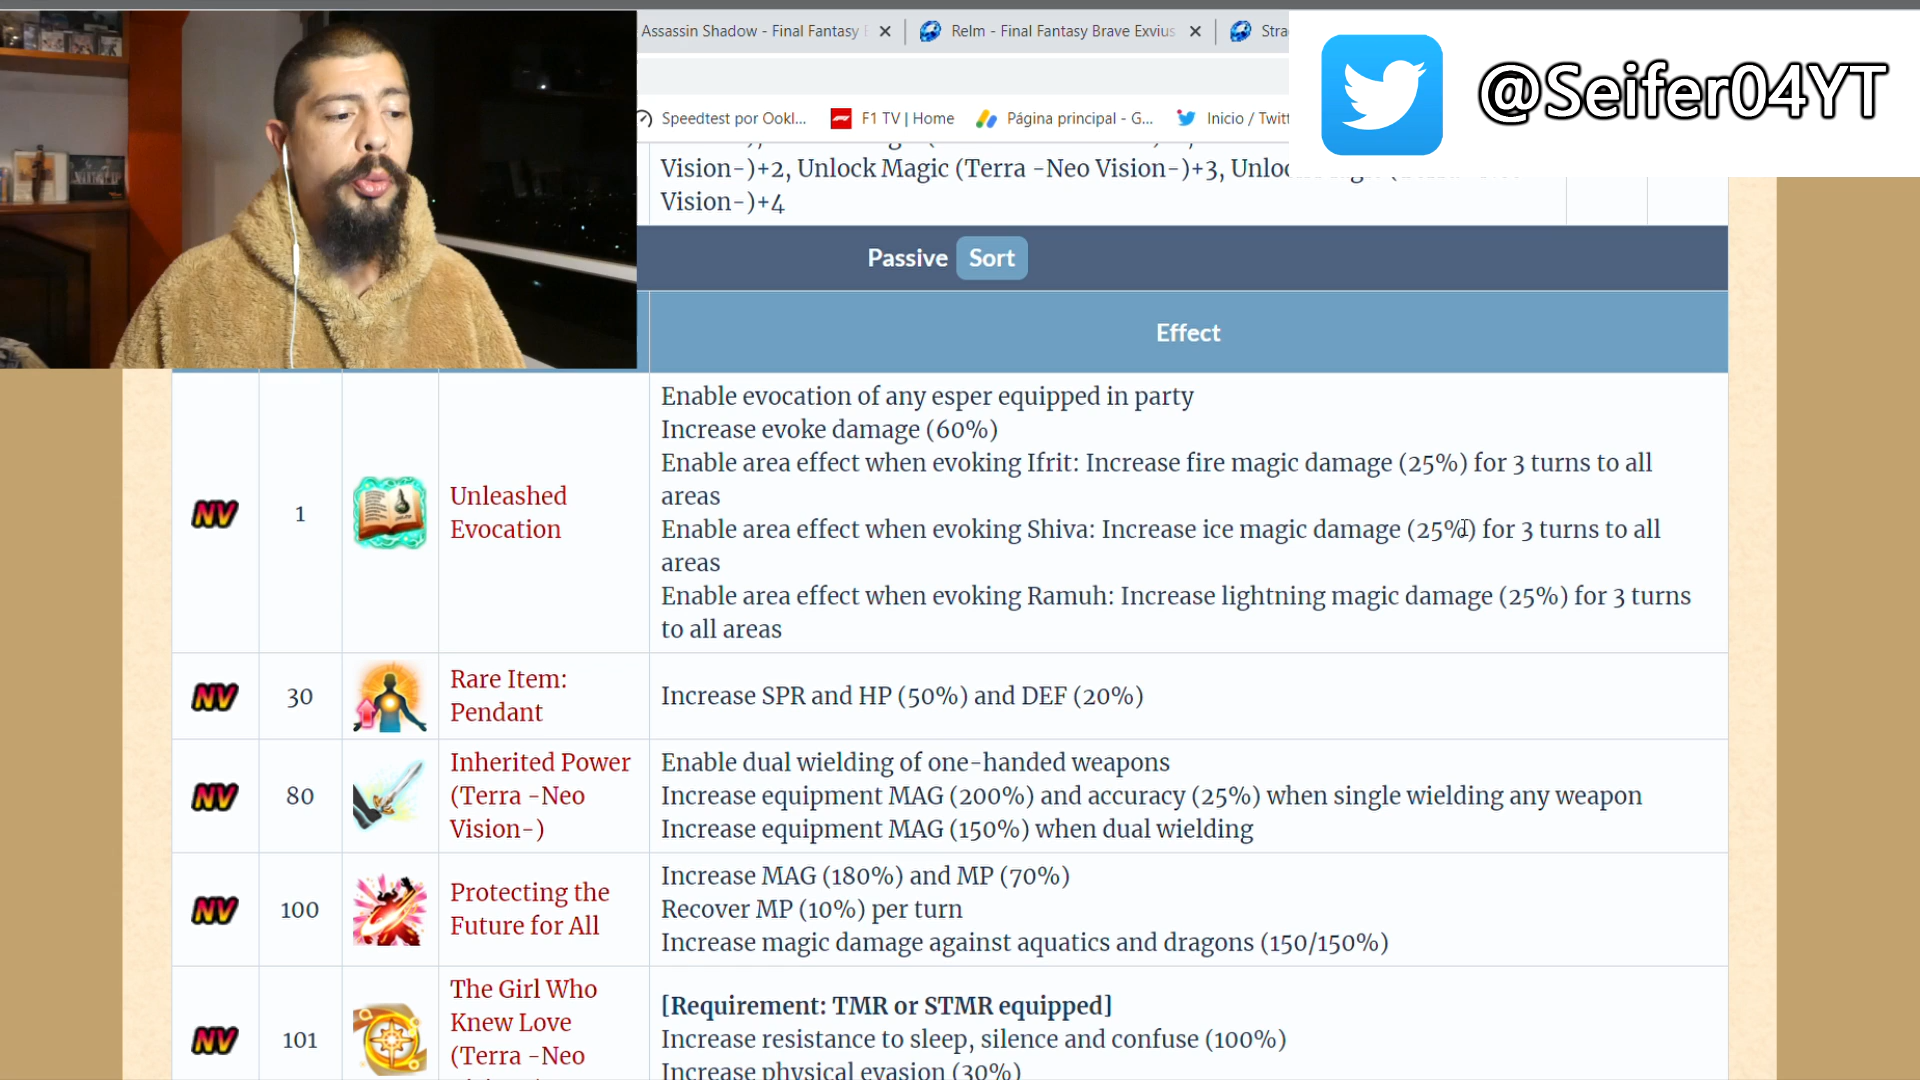 Assassin Shadow - Final Fantasy
Relm - Final Fantasy Brave Exvius
Stra
@Seifer04YT
Speedtest por Ookl...
F1 TV | Home
Página principal - G...
Inicio / Twitt
Vision-)+2, Unlock Magic (Terra -Neo Vision-)+3,
Vision-)+4
Passive Sort
Effect
NV
1
Unleashed
Evocation
Enable evocation of any esper equipped in party
Increase evoke damage (60%)
Enable area effect when evoking Ifrit: Increase fire magic damage (25%) for 3 turns to all
areas
Enable area effect when evoking Shiva: Increase ice magic damage (25%) for 3 turns to all
areas
Enable area effect when evoking Ramuh: Increase lightning magic damage (25%) for 3 turns
to all areas
NV
30
Rare Item:
Pendant
Increase SPR and HP (50%) and DEF (20%)
NV
80
Inherited Power
(Terra -Neo
Vision-)
Enable dual wielding of one-handed weapons
Increase equipment MAG (200%) and accuracy (25%) when single wielding any weapon
Increase equipment MAG (150%) when dual wielding
NV
100
Protecting the
Future for All
Increase MAG (180%) and MP (70%)
Recover MP (10%) per turn
Increase magic damage against aquatics and dragons (150/150%)
NV
101
The Girl Who
Knew Love
(Terra -Neo
[Requirement: TMR or STMR equipped]
Increase resistance to sleep, silence and confuse (100%)
Increase physical evasion (30%)